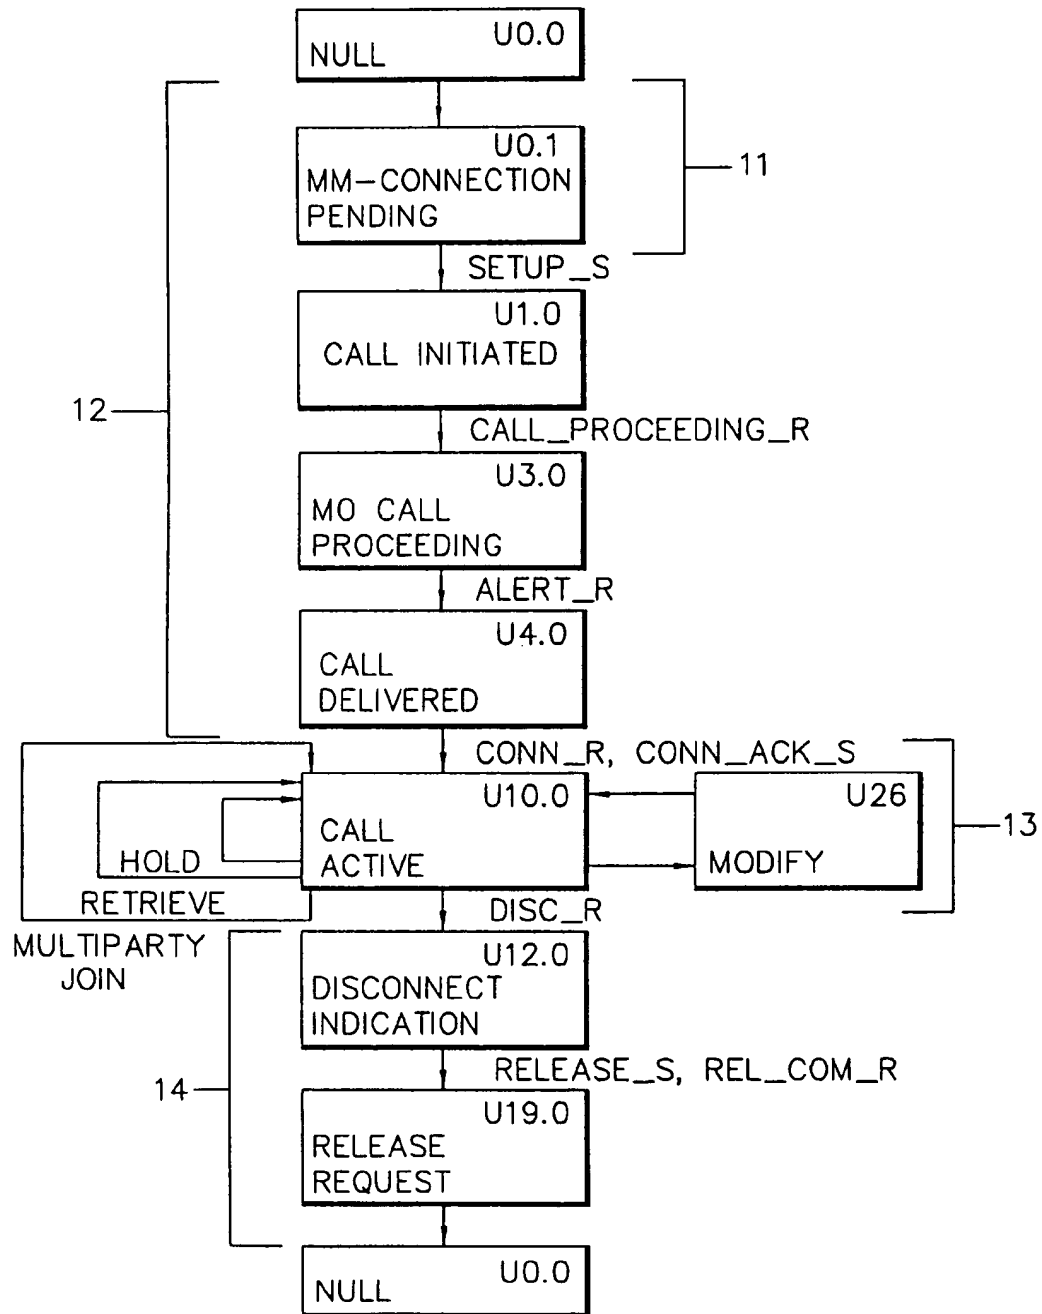 U0.0
NULL
U0.1
MM-CONNECTION
PENDING
11
SETUP_S
U1.0
CALL INITIATED
12
CALL_PROCEEDING_R
U3.0
MO CALL
PROCEEDING
ALERT_R
U4.0
CALL
DELIVERED
CONN_R, CONN_ACK_S
U10.0
CALL
ACTIVE
U26
MODIFY
13
HOLD
RETRIEVE
MULTIPARTY
JOIN
DISC_R
U12.0
DISCONNECT
INDICATION
14
RELEASE_S, REL_COM_R
U19.0
RELEASE
REQUEST
U0.0
NULL